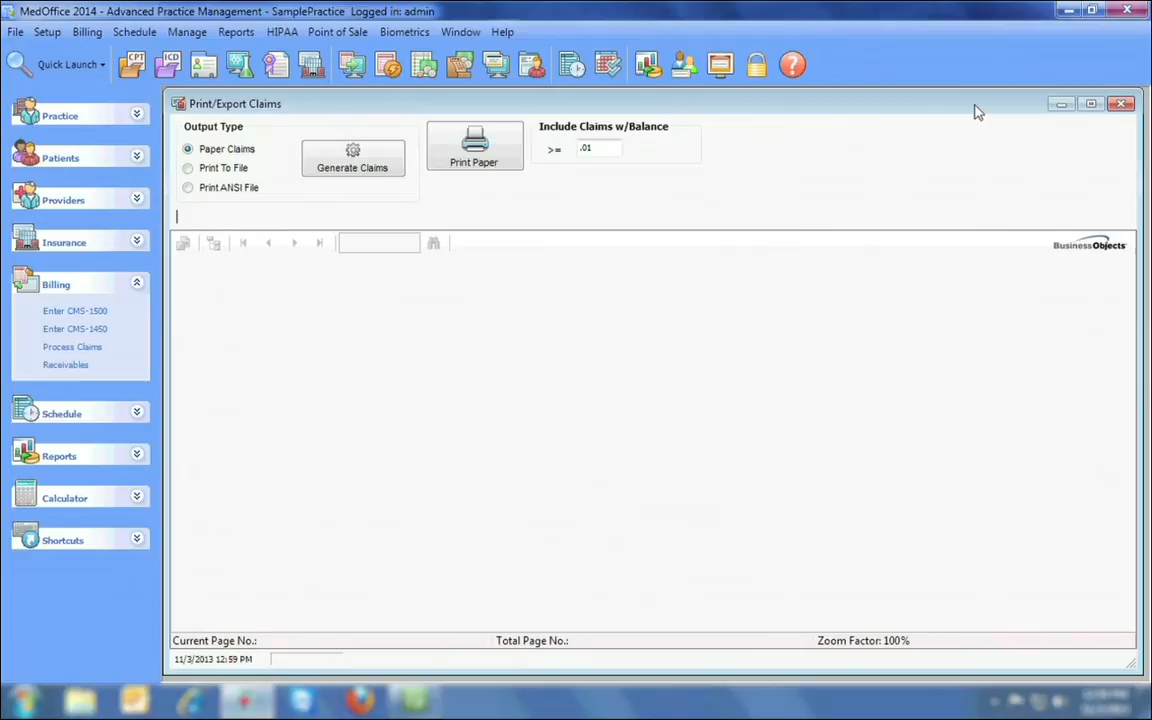 MedOffice 2014 - Advanced Practice Management - SamplePractice Logged in: admin
File Setup Billing Schedule Manage Reports HIPAA Point of Sale Biometrics Window Help
Quick Launch CPT ICD
Print/Export Claims
Practice
Patients
Providers
Insurance
Billing
Enter CMS-1500
Enter CMS-1450
Process Claims
Receivables
Schedule
Reports
Calculator
Shortcuts
Output Type
Paper Claims
Print To File
Print ANSI File
Generate Claims
Print Paper
Include Claims w/Balance
>= .01
BusinessObjects
Current Page No.: Total Page No.: Zoom Factor: 100%
11/3/2013 12:59 PM